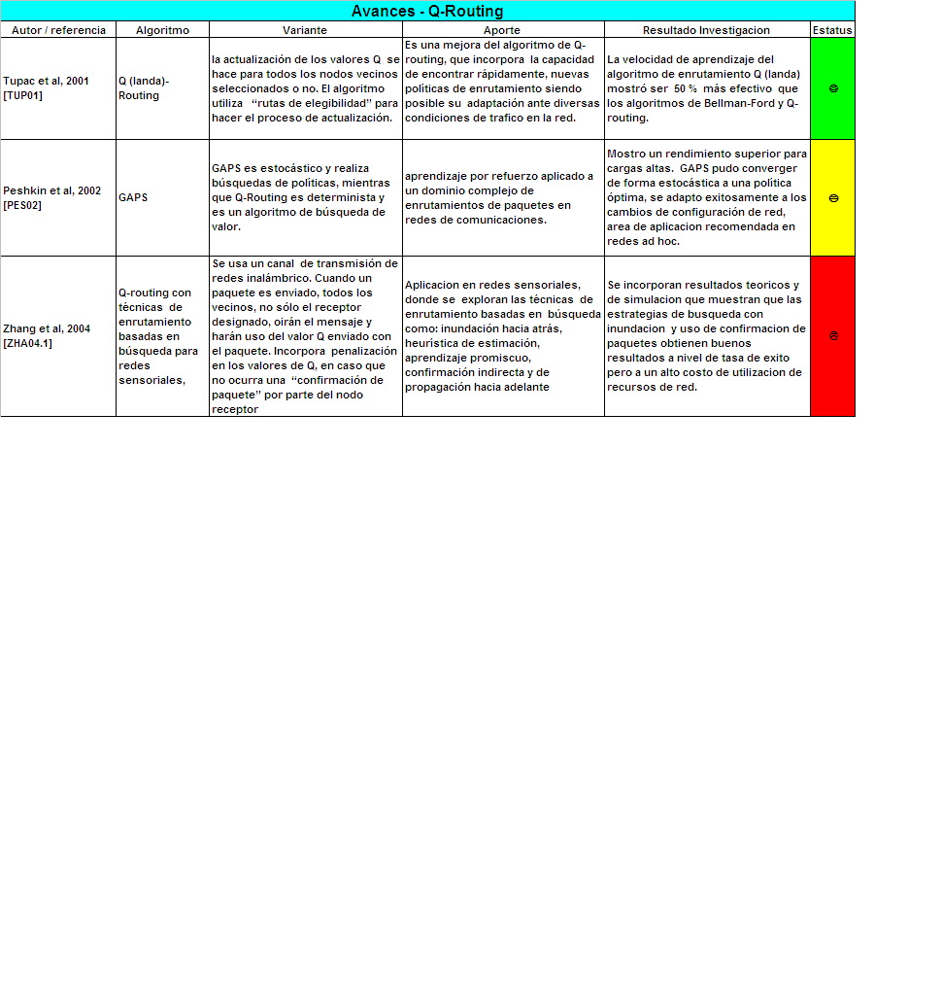 Avances - Q-Routing
Autor / referencia
Algoritmo
Variante
Aporte
Resultado Investigacion
Estatus
Tupac et al, 2001
[TUP01]
Q (landa)-
Routing
la actualización de los valores Q se
hace para todos los nodos vecinos
seleccionados o no. El algoritmo
utiliza “rutas de elegibilidad” para
hacer el proceso de actualización.
Es una mejora del algoritmo de Q-
routing, que incorpora la capacidad
de encontrar rápidamente, nuevas
políticas de enrutamiento siendo
posible su adaptación ante diversas
condiciones de trafico en la red.
La velocidad de aprendizaje del
algoritmo de enrutamiento Q (landa)
mostró ser 50 % más efectivo que
los algoritmos de Bellman-Ford y Q-
routing.
Peshkin et al, 2002
[PES02]
GAPS
GAPS es estocástico y realiza
búsquedas de políticas, mientras
que Q-Routing es determinista y
es un algoritmo de búsqueda de
valor.
aprendizaje por refuerzo aplicado a
un dominio complejo de
enrutamientos de paquetes en
redes de comunicaciones.
Mostro un rendimiento superior para
cargas altas. GAPS pudo converger
de forma estocástica a una política
óptima, se adapto exitosamente a los
cambios de configuración de red,
area de aplicacion recomendada en
redes ad hoc.
Zhang et al, 2004
[ZHA04.1]
Q-routing con
técnicas de
enrutamiento
basadas en
búsqueda para
redes
sensoriales,
Se usa un canal de transmisión de
redes inalámbrico. Cuando un
paquete es enviado, todos los
vecinos, no sólo el receptor
designado, oirán el mensaje y
harán uso del valor Q enviado con
el paquete. Incorpora penalización
en los valores de Q, en caso que
no ocurra una “confirmación de
paquete” por parte del nodo
receptor
Aplicacion en redes sensoriales,
donde se exploran las técnicas de
enrutamiento basadas en búsqueda
como: inundación hacia atrás,
heurística de estimación,
aprendizaje promiscuo,
confirmación indirecta y de
propagación hacia adelante
Se incorporan resultados teoricos y
de simulacion que muestran que las
estrategias de busqueda con
inundacion y uso de confirmacion de
paquetes obtienen buenos
resultados a nivel de tasa de exito
pero a un alto costo de utilizacion de
recursos de red.